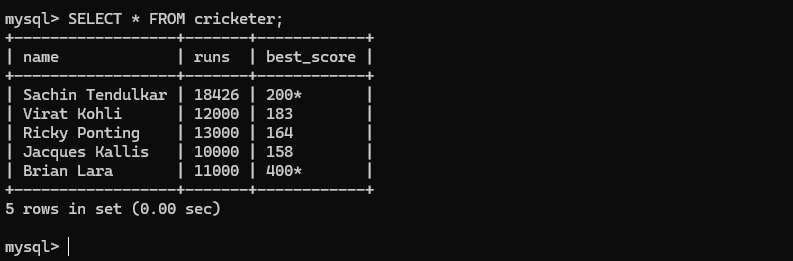 mysql> SELECT * FROM cricketer;
+------------------+-------+------------+
| name             | runs  | best_score |
+------------------+-------+------------+
| Sachin Tendulkar | 18426 | 200*       |
| Virat Kohli      | 12000 | 183        |
| Ricky Ponting    | 13000 | 164        |
| Jacques Kallis   | 10000 | 158        |
| Brian Lara       | 11000 | 400*       |
+------------------+-------+------------+
5 rows in set (0.00 sec)
mysql>